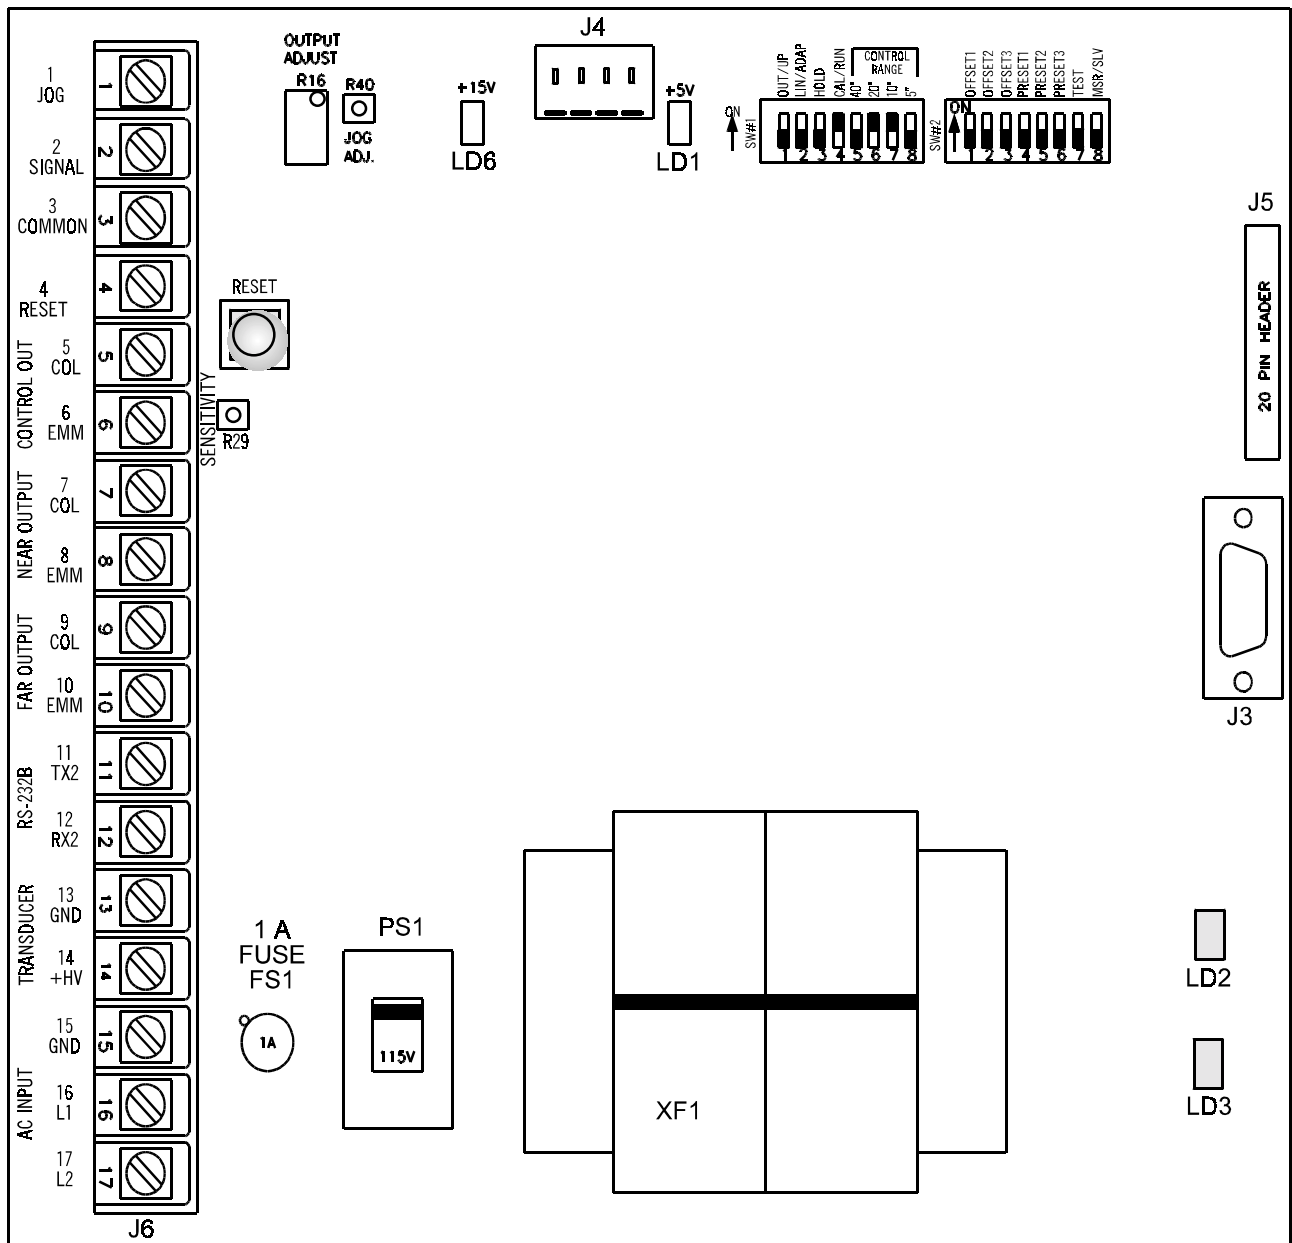 1
JOG
2
SIGNAL
3
COMMON
4
RESET
CONTROL OUT
5
COL
6
EMM
NEAR OUTPUT
7
COL
8
EMM
FAR OUTPUT
9
COL
10
EMM
RS-232B
11
TX2
12
RX2
TRANSDUCER
13
GND
14
+HV
15
GND
AC INPUT
16
L1
17
L2
1
2
3
4
5
6
7
8
9
10
11
12
13
14
15
16
17
J6
OUTPUT
ADJUST
R16
R40
JOG
ADJ.
RESET
SENSITIVITY
R29
+15V
LD6
J4
+5V
LD1
ON
SW#1
OUT/UP
LIN/ADAP
HOLD
CAL/RUN
CONTROL
RANGE
40"
20"
10"
5"
1 2 3 4 5 6 7 8
SW#2
ON
OFFSET1
OFFSET2
OFFSET3
PRESET1
PRESET2
PRESET3
TEST
MSR/SLV
1 2 3 4 5 6 7 8
J5
20 PIN HEADER
J3
1 A
FUSE
FS1
1A
PS1
115V
XF1
LD2
LD3